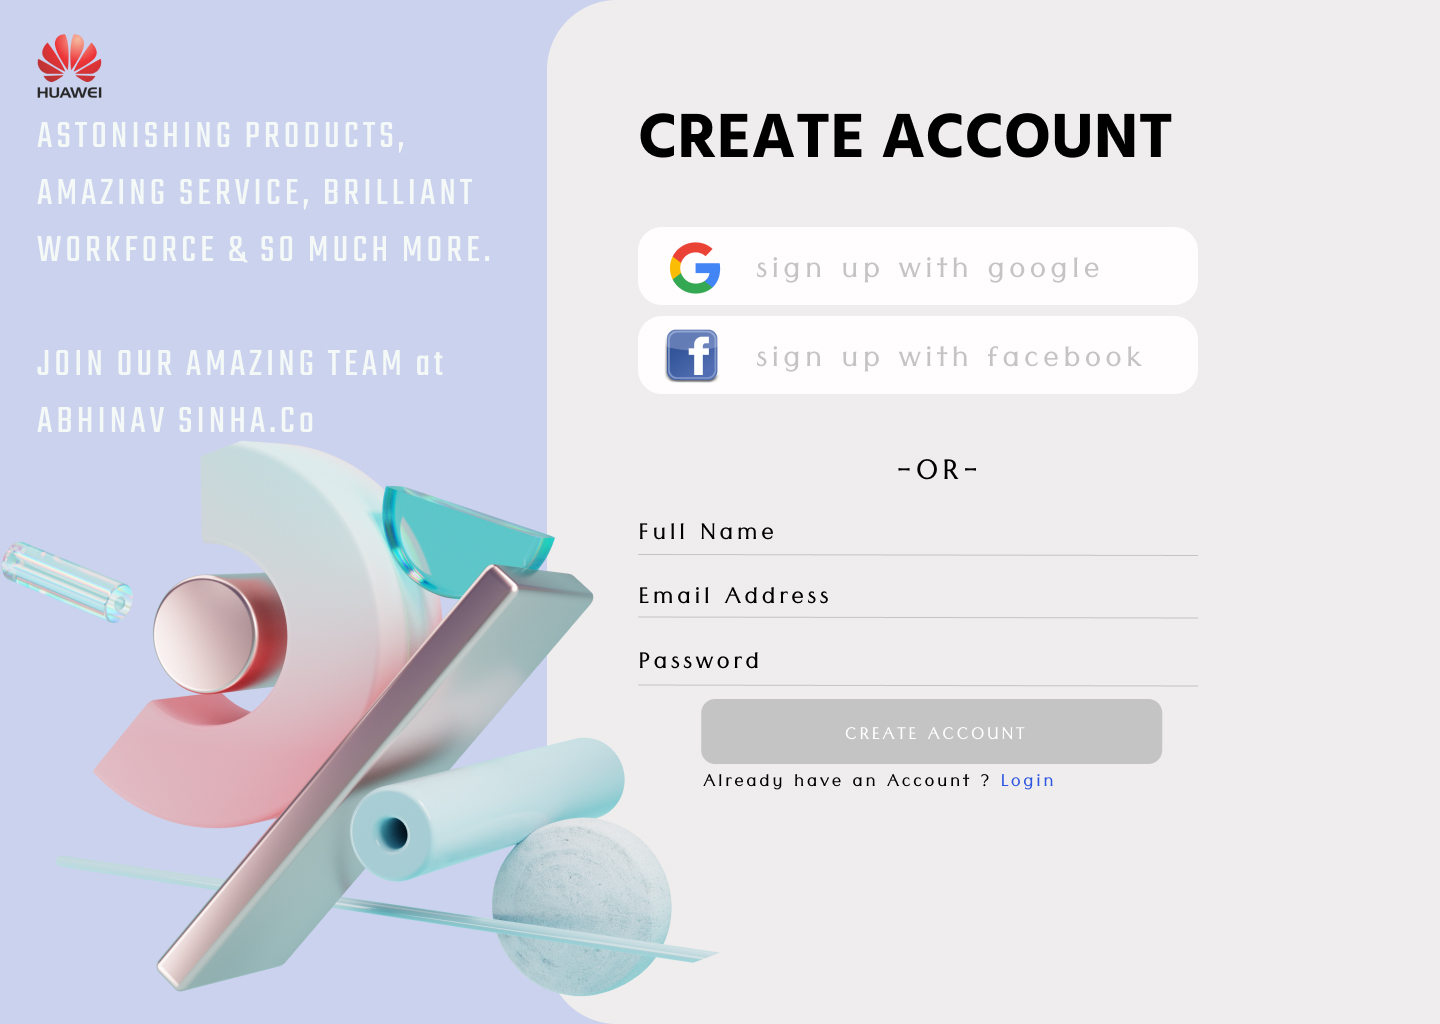 HUAWEI
ASTONISHING PRODUCTS,
AMAZING SERVICE, BRILLIANT
WORKFORCE & SO MUCH MORE.
JOIN OUR AMAZING TEAM at
ABHINAV SINHA.Co
CREATE ACCOUNT
sign up with google
sign up with facebook
-OR-
Full Name
Email Address
Password
CREATE ACCOUNT
Already have an Account ? Login